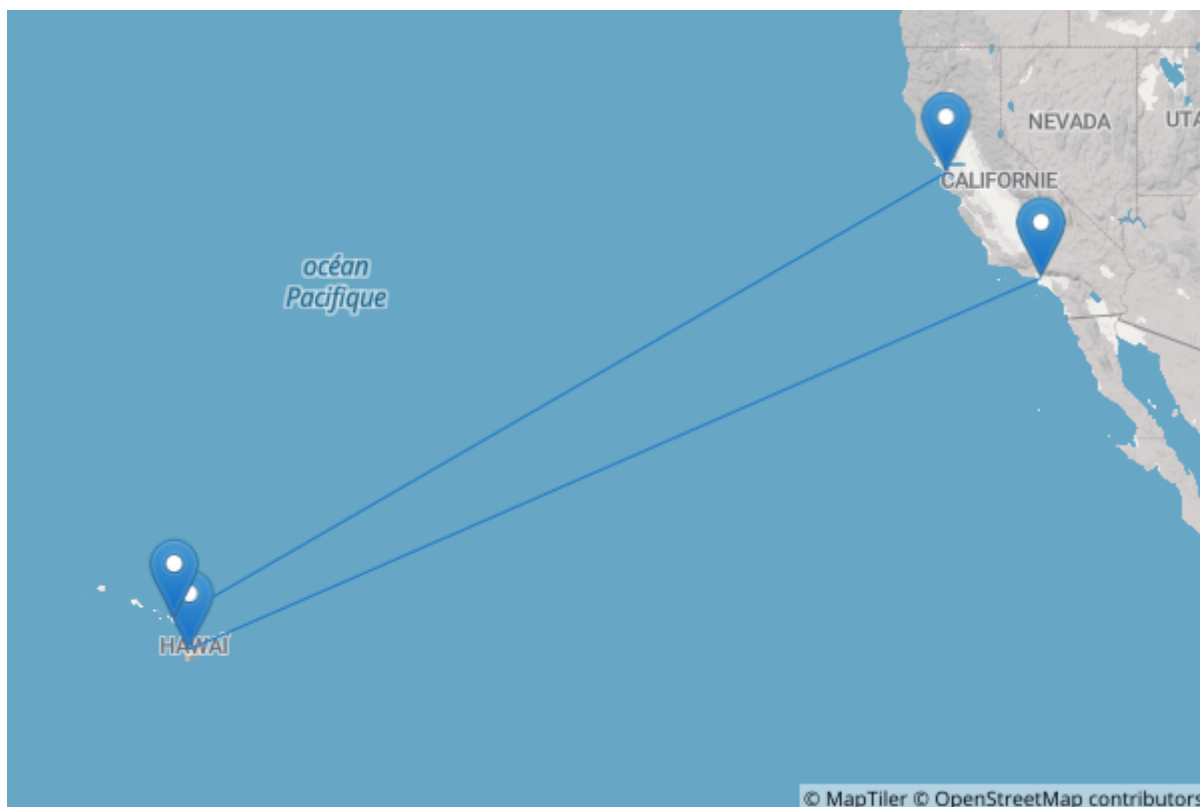 NEVADA
UTA
CALIFORNIE
océan
Pacifique
HAWAÏ
© MapTiler © OpenStreetMap contributors